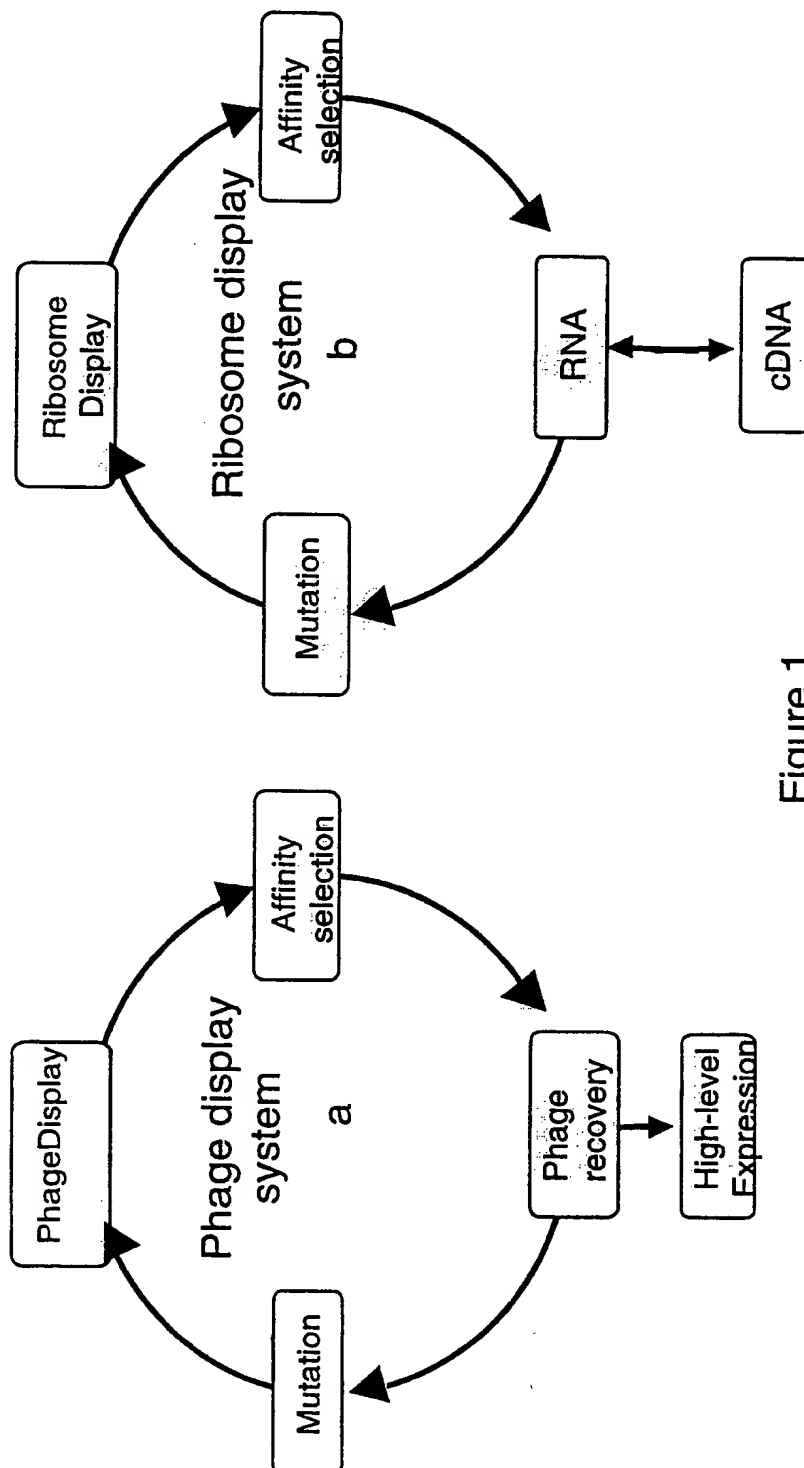 PhageDisplay
Affinity
selection
Phage
recovery
High-level
Expression
Mutation
Phage display
system
a
Ribosome
Display
Affinity
selection
RNA
cDNA
Mutation
Ribosome display
system
b
Figure 1